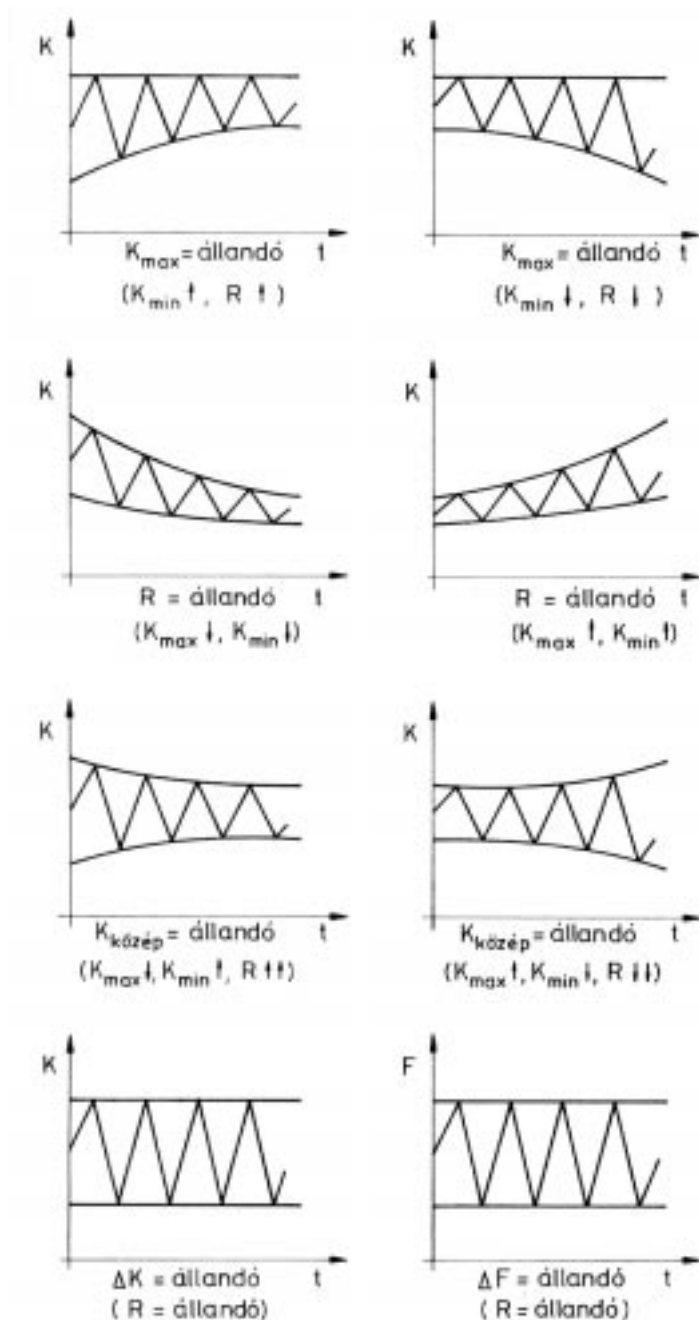 K
K
K_max = állandó t
K_max = állandó t
(K_min ↑, R ↑)
(K_min ↓, R ↓)
K
K
R = állandó t
R = állandó t
(K_max ↓, K_min ↓)
(K_max ↑, K_min ↑)
K
K
K_közép = állandó t
K_közép = állandó t
(K_max ↓, K_min ↑, R ↑↑)
(K_max ↑, K_min ↓, R ↓↓)
K
F
ΔK = állandó t
ΔF = állandó t
(R = állandó)
(R = állandó)